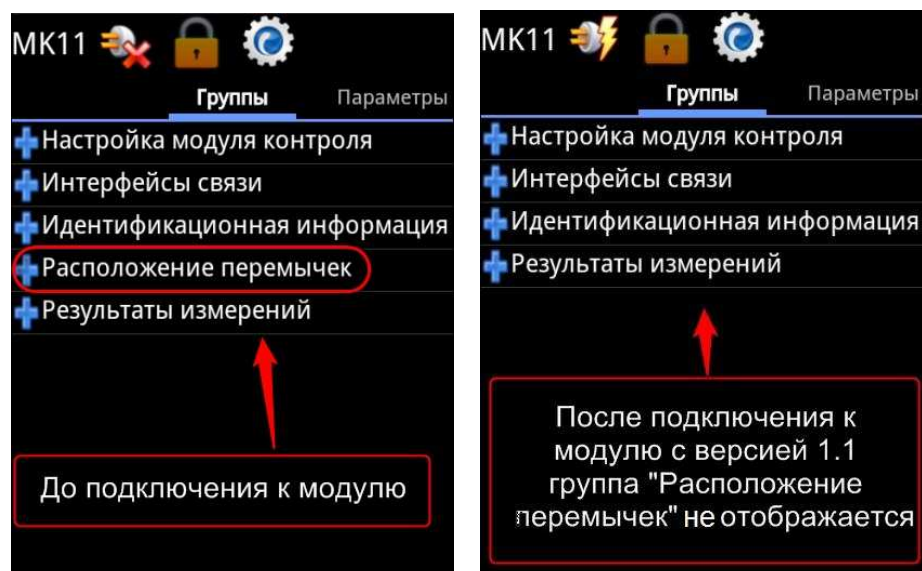 МК11
Группы Параметры
Настройка модуля контроля
Интерфейсы связи
Идентификационная информация
Расположение перемычек
Результаты измерений
До подключения к модулю
МК11
Группы Параметры
Настройка модуля контроля
Интерфейсы связи
Идентификационная информация
Результаты измерений
После подключения к
модулю с версией 1.1
группа "Расположение
перемычек" не отображается